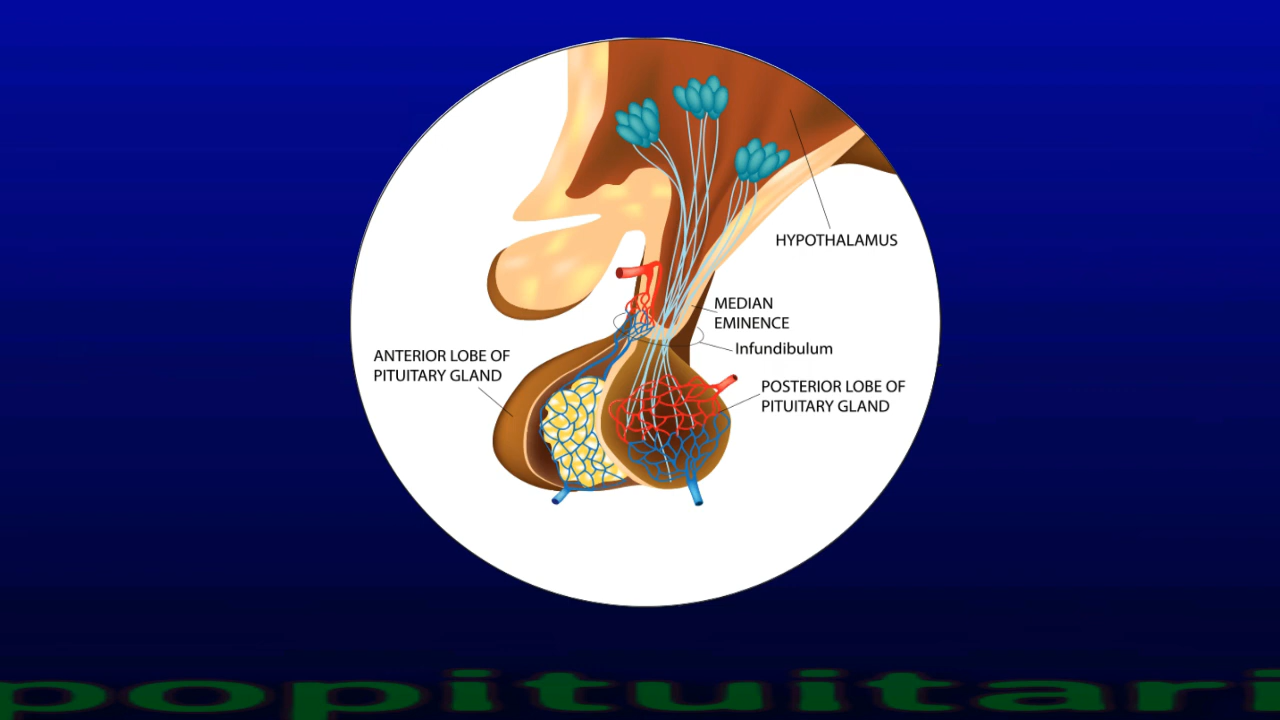 HYPOTHALAMUS
MEDIAN
EMINENCE
Infundibulum
ANTERIOR LOBE OF
PITUITARY GLAND
POSTERIOR LOBE OF
PITUITARY GLAND
popituitari